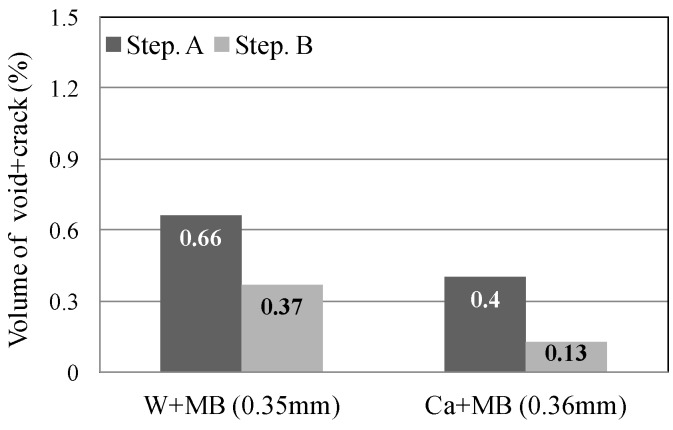 Volume of void+crack (%)
1.5
1.2
0.9
0.6
0.3
0
Step. A
Step. B
0.66
0.37
0.4
0.13
W+MB (0.35mm)
Ca+MB (0.36mm)